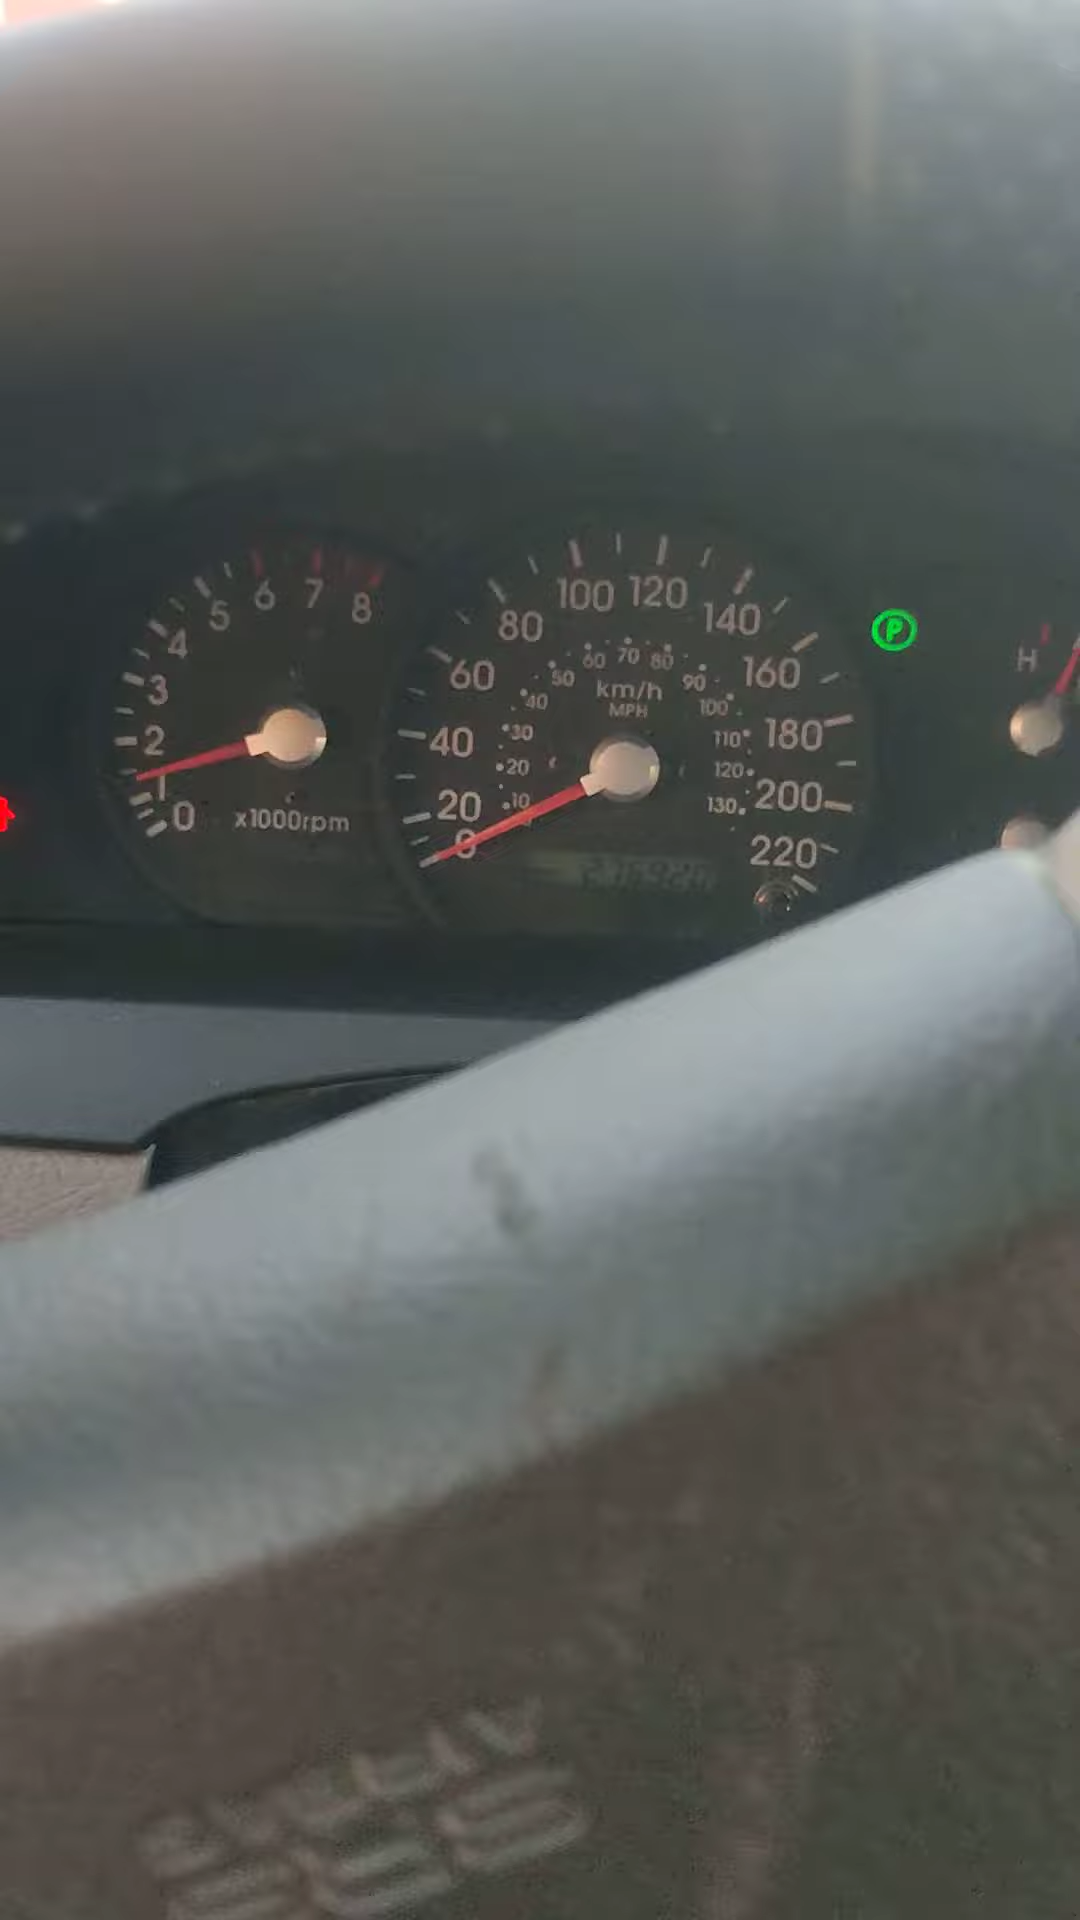 0 1 2 3 4 5 6 7 8
x1000rpm
0 20 40 60 80 100 120 140 160 180 200 220
10 20 30 40 50 60 70 80 90 100 110 120 130
km/h
MPH
P
H